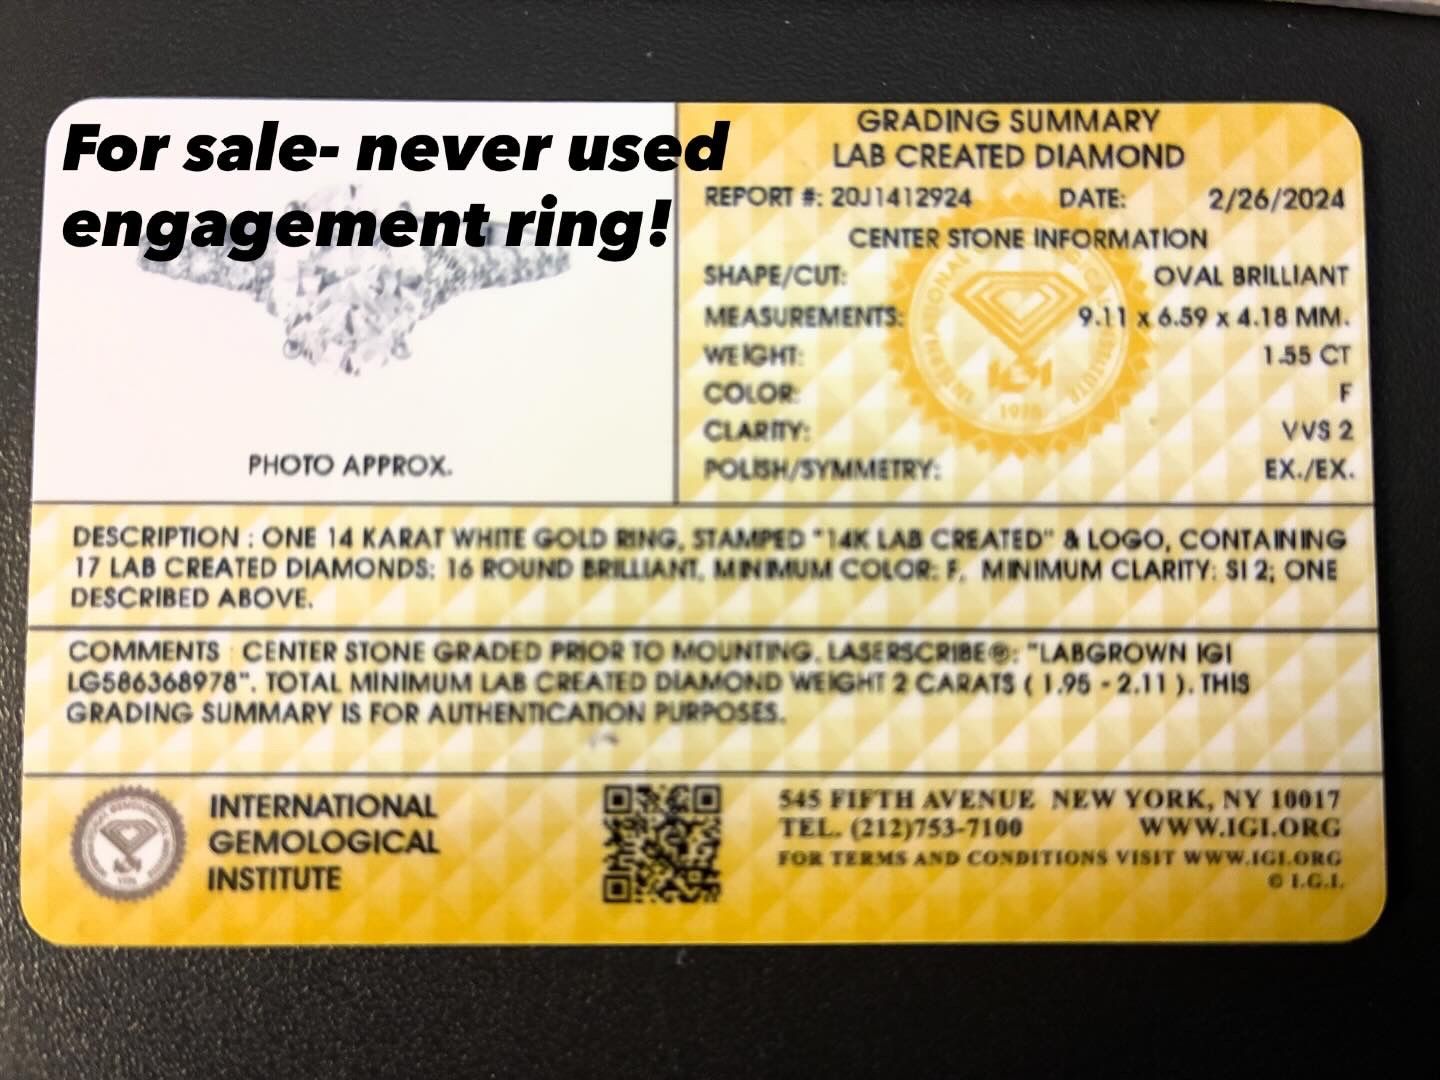 For sale- never used
engagement ring!
PHOTO APPROX.
GRADING SUMMARY
LAB CREATED DIAMOND
REPORT #: 20J1412924 DATE: 2/26/2024
CENTER STONE INFORMATION
SHAPE/CUT: OVAL BRILLIANT
MEASUREMENTS: 9.11 x 6.59 x 4.18 MM.
WEIGHT: 1.55 CT
COLOR: F
CLARITY: VVS 2
POLISH/SYMMETRY: EX./EX.
IGI
1975
DESCRIPTION : ONE 14 KARAT WHITE GOLD RING, STAMPED "14K LAB CREATED" & LOGO, CONTAINING
17 LAB CREATED DIAMONDS: 16 ROUND BRILLIANT, MINIMUM COLOR: F, MINIMUM CLARITY: SI 2; ONE
DESCRIBED ABOVE.
COMMENTS : CENTER STONE GRADED PRIOR TO MOUNTING. LASERSCRIBE®: "LABGROWN IGI
LG586368978". TOTAL MINIMUM LAB CREATED DIAMOND WEIGHT 2 CARATS ( 1.95 - 2.11 ). THIS
GRADING SUMMARY IS FOR AUTHENTICATION PURPOSES.
INTERNATIONAL
GEMOLOGICAL
INSTITUTE
545 FIFTH AVENUE NEW YORK, NY 10017
TEL. (212)753-7100 WWW.IGI.ORG
FOR TERMS AND CONDITIONS VISIT WWW.IGI.ORG
© I.G.I.